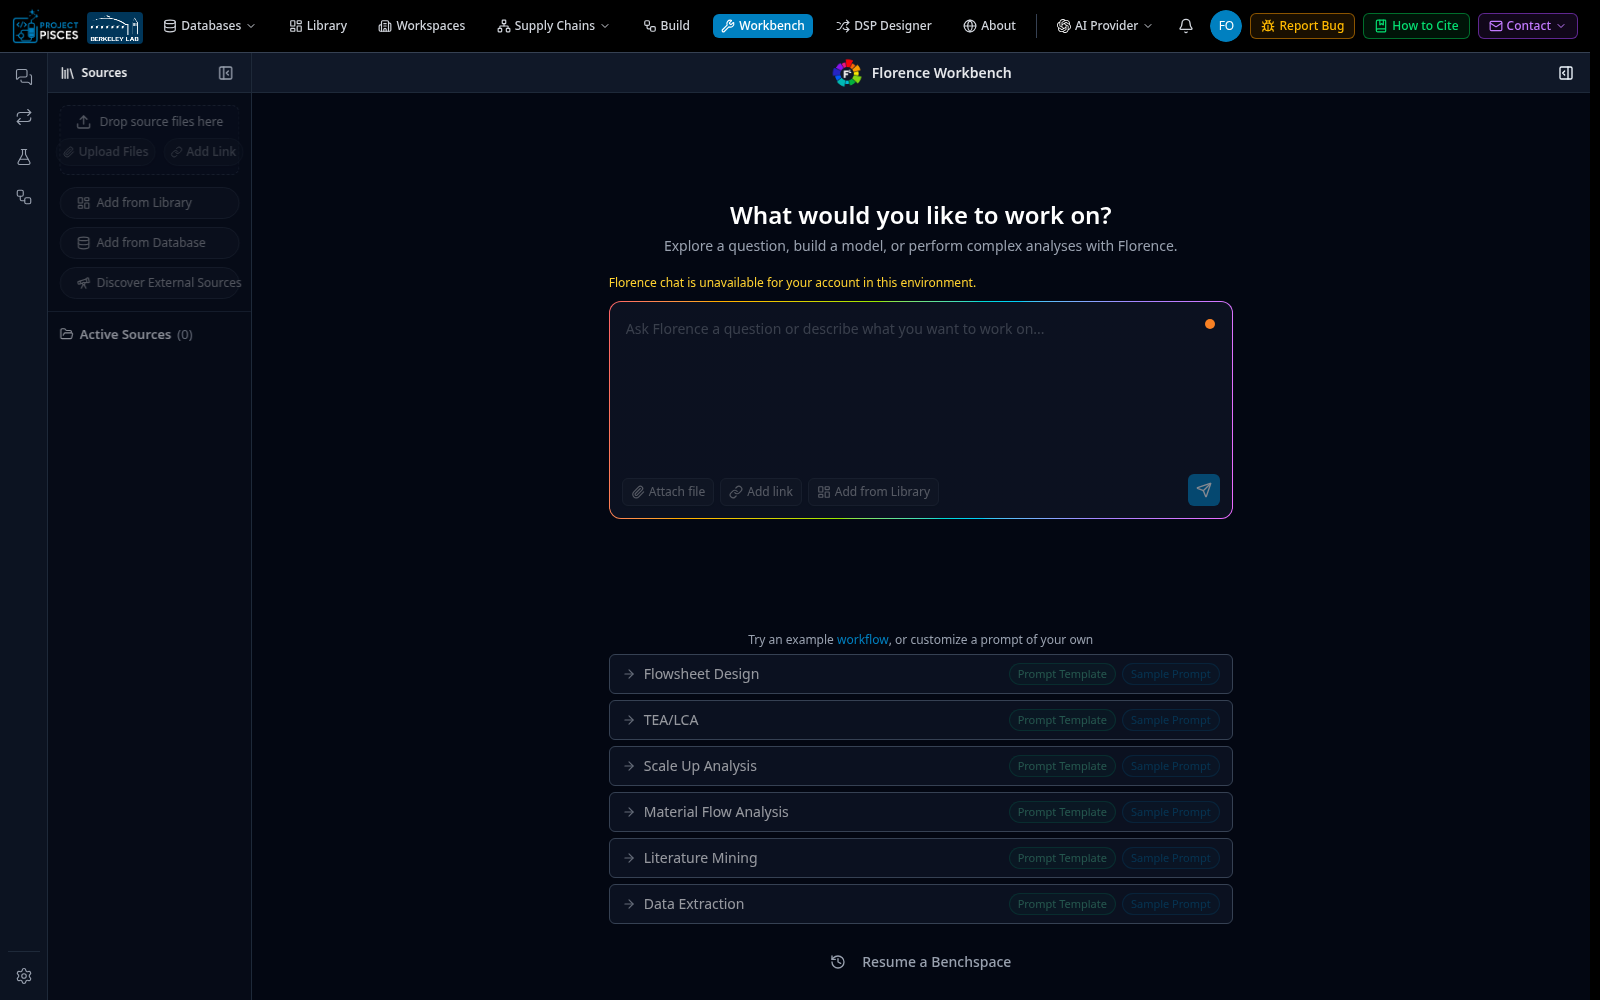 PROJECT
PISCES
BERKELEY LAB
Databases
Library
Workspaces
Supply Chains
Build
Workbench
DSP Designer
About
AI Provider
FO
Report Bug
How to Cite
Contact
Sources
F
Florence Workbench
Drop source files here
Upload Files
Add Link
Add from Library
Add from Database
Discover External Sources
Active Sources (0)
What would you like to work on?
Explore a question, build a model, or perform complex analyses with Florence.
Florence chat is unavailable for your account in this environment.
Ask Florence a question or describe what you want to work on...
Attach file
Add link
Add from Library
Try an example workflow, or customize a prompt of your own
Flowsheet Design Prompt Template Sample Prompt
TEA/LCA Prompt Template Sample Prompt
Scale Up Analysis Prompt Template Sample Prompt
Material Flow Analysis Prompt Template Sample Prompt
Literature Mining Prompt Template Sample Prompt
Data Extraction Prompt Template Sample Prompt
Resume a Benchspace